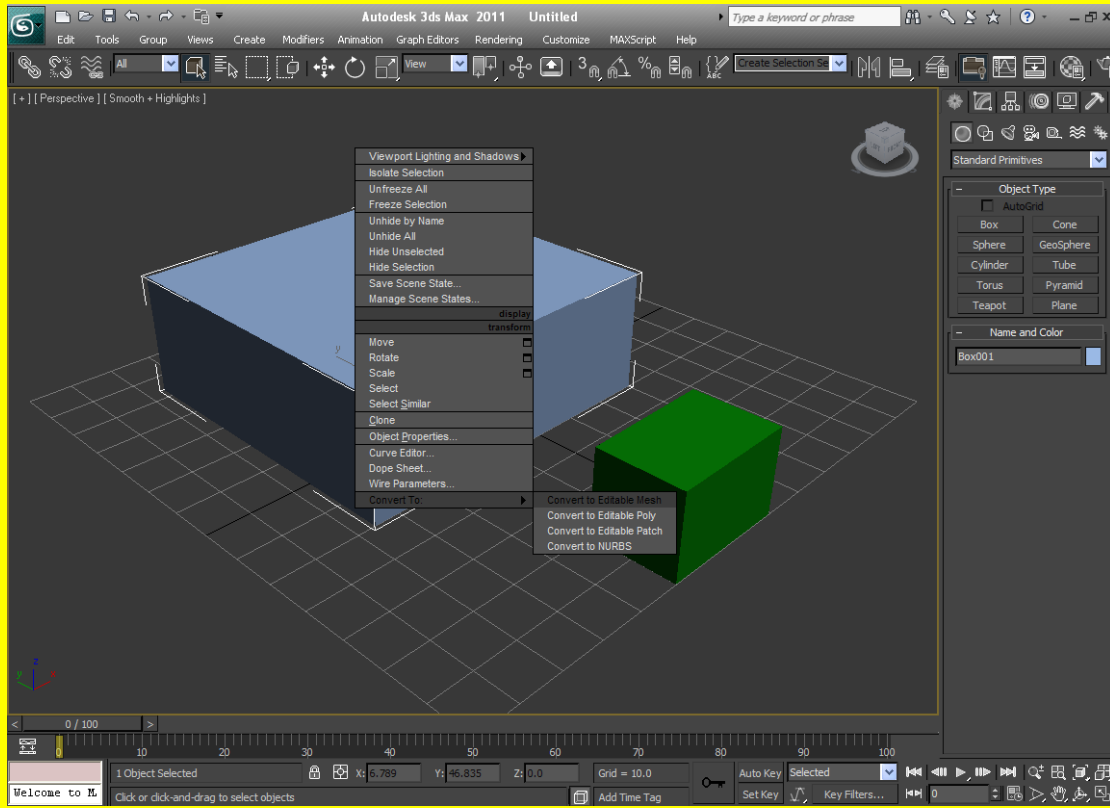 Autodesk 3ds Max 2011 Untitled
Type a keyword or phrase
Edit Tools Group Views Create Modifiers Animation Graph Editors Rendering Customize MAXScript Help
All
View
3
Create Selection Se
[ + ] [ Perspective ] [ Smooth + Highlights ]
Standard Primitives
Viewport Lighting and Shadows
Isolate Selection
Unfreeze All
Freeze Selection
Unhide by Name
Unhide All
Hide Unselected
Hide Selection
Save Scene State...
Manage Scene States...
display
transform
Move
Rotate
Scale
Select
Select Similar
Clone
Object Properties...
Curve Editor...
Dope Sheet...
Wire Parameters...
Convert To:
Convert to Editable Mesh
Convert to Editable Poly
Convert to Editable Patch
Convert to NURBS
Object Type
AutoGrid
Box Cone
Sphere GeoSphere
Cylinder Tube
Torus Pyramid
Teapot Plane
Name and Color
Box001
y
z
y x
< 0 / 100 >
0 10 20 30 40 50 60 70 80 90 100
1 Object Selected X: 6.789 Y: 46.835 Z: 0.0 Grid = 10.0 Auto Key Selected
Welcome to M. Click or click-and-drag to select objects Add Time Tag Set Key Key Filters... 0